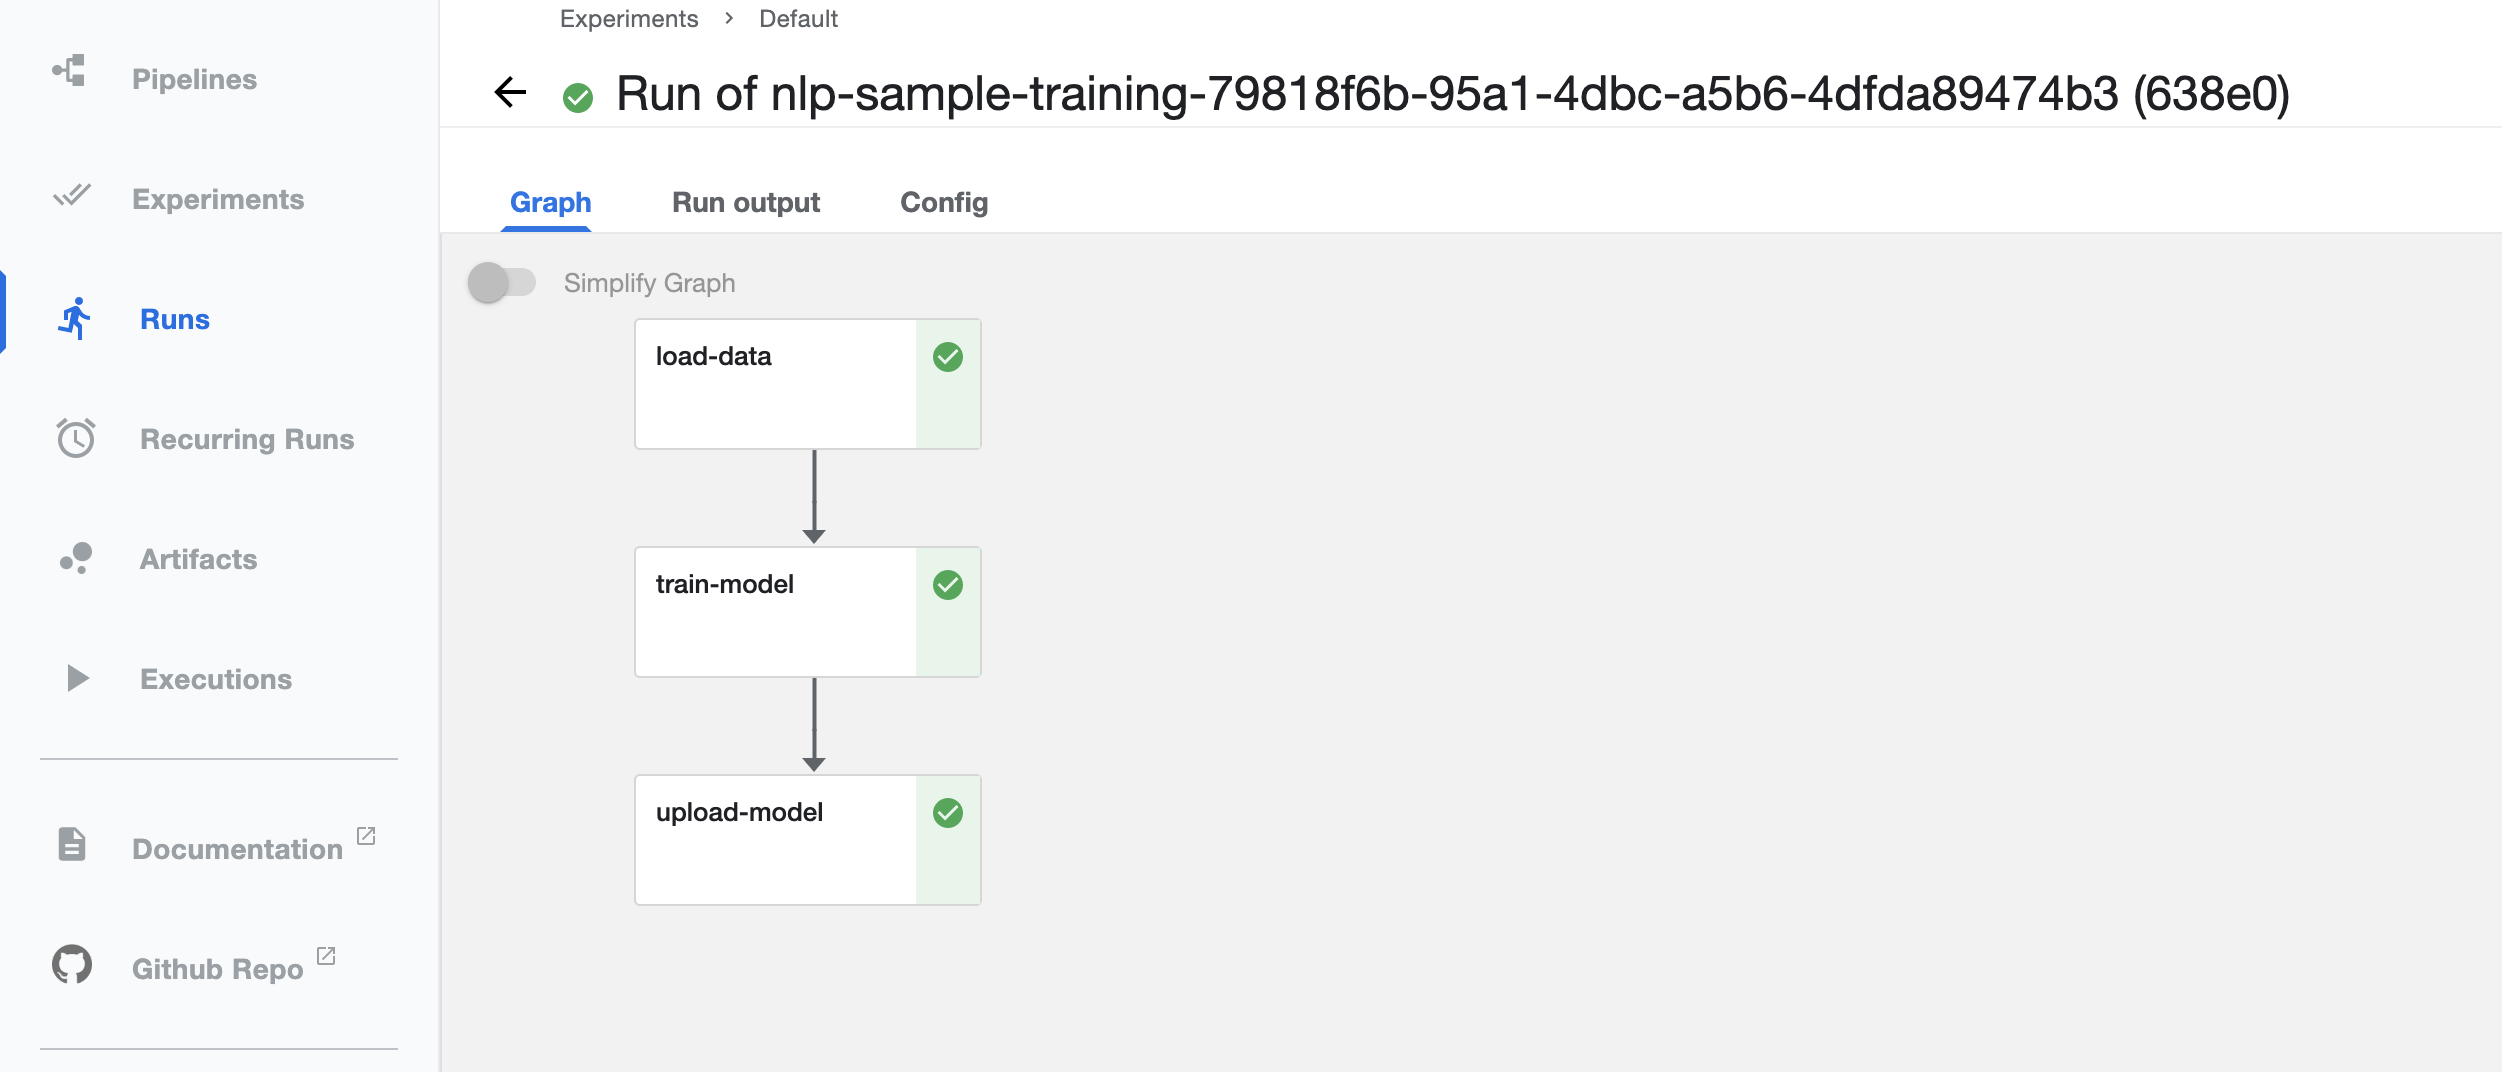 Pipelines
Experiments
Runs
Recurring Runs
Artifacts
Executions
Documentation
Github Repo
Experiments > Default
Run of nlp-sample-training-79818f6b-95a1-4dbc-a5b6-4dfda89474b3 (638e0)
Graph Run output Config
Simplify Graph
load-data
train-model
upload-model